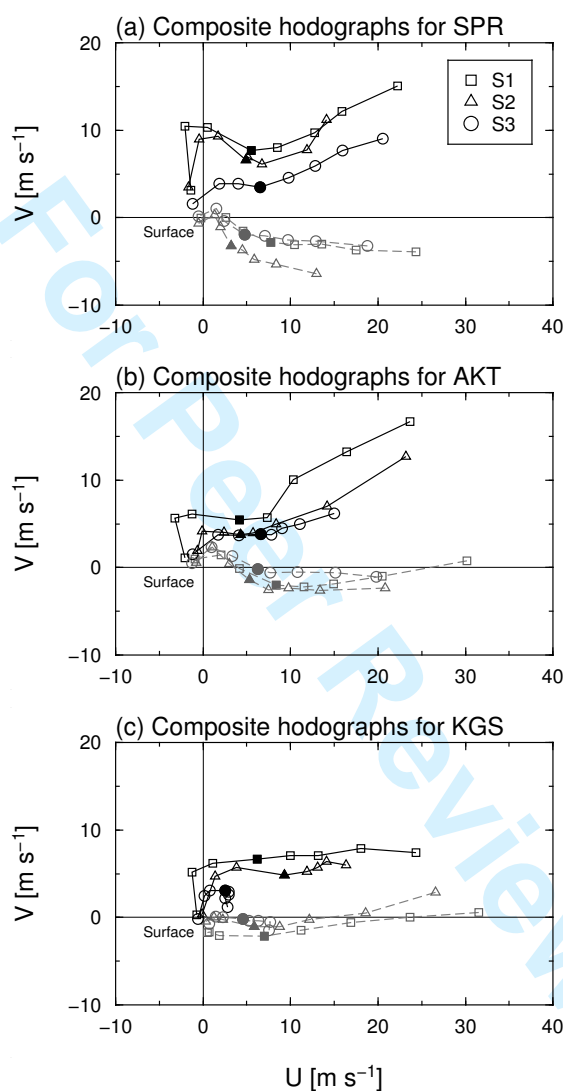 (a) Composite hodographs for SPR
20
10
0
−10
V [m s⁻¹]
Surface
S1
S2
S3
−10 0 10 20 30 40
(b) Composite hodographs for AKT
20
10
0
−10
V [m s⁻¹]
Surface
−10 0 10 20 30 40
(c) Composite hodographs for KGS
20
10
0
−10
V [m s⁻¹]
Surface
−10 0 10 20 30 40
U [m s⁻¹]
For Peer Review